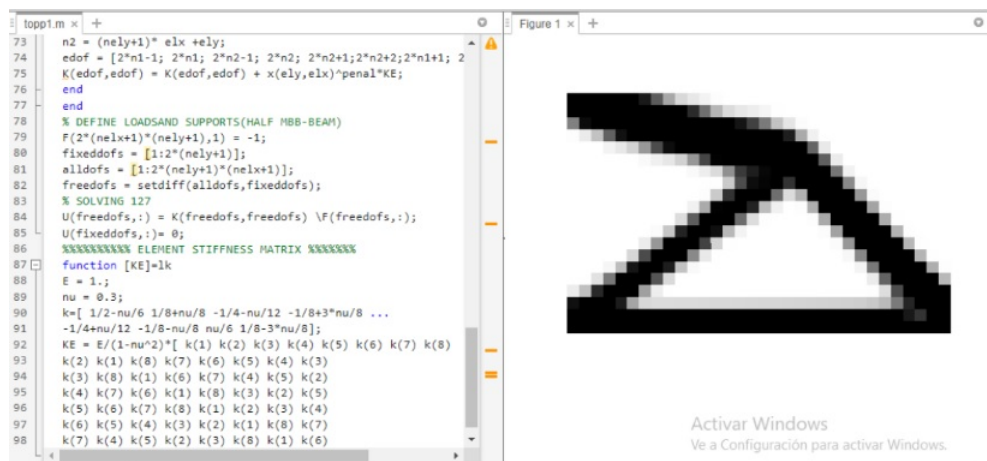 topp1.m × +
73 n2 = (nely+1)* elx +ely;
74 edof = [2*n1-1; 2*n1; 2*n2-1; 2*n2; 2*n2+1;2*n2+2;2*n1+1; 2
75 K(edof,edof) = K(edof,edof) + x(ely,elx)^penal*KE;
76 end
77 end
78 % DEFINE LOADSAND SUPPORTS(HALF MBB-BEAM)
79 F(2*(nelx+1)*(nely+1),1) = -1;
80 fixeddofs = [1:2*(nely+1)];
81 alldofs = [1:2*(nely+1)*(nelx+1)];
82 freedofs = setdiff(alldofs,fixeddofs);
83 % SOLVING 127
84 U(freedofs,:) = K(freedofs,freedofs) \F(freedofs,:);
85 U(fixeddofs,:)= 0;
86 %%%%%%%%%% ELEMENT STIFFNESS MATRIX %%%%%%%
87 function [KE]=lk
88 E = 1.;
89 nu = 0.3;
90 k=[ 1/2-nu/6 1/8+nu/8 -1/4-nu/12 -1/8+3*nu/8 ...
91 -1/4+nu/12 -1/8-nu/8 nu/6 1/8-3*nu/8];
92 KE = E/(1-nu^2)*[ k(1) k(2) k(3) k(4) k(5) k(6) k(7) k(8)
93 k(2) k(1) k(8) k(7) k(6) k(5) k(4) k(3)
94 k(3) k(8) k(1) k(6) k(7) k(4) k(5) k(2)
95 k(4) k(7) k(6) k(1) k(8) k(3) k(2) k(5)
96 k(5) k(6) k(7) k(8) k(1) k(2) k(3) k(4)
97 k(6) k(5) k(4) k(3) k(2) k(1) k(8) k(7)
98 k(7) k(4) k(5) k(2) k(3) k(8) k(1) k(6)
Figure 1 × +
Activar Windows
Ve a Configuración para activar Windows.